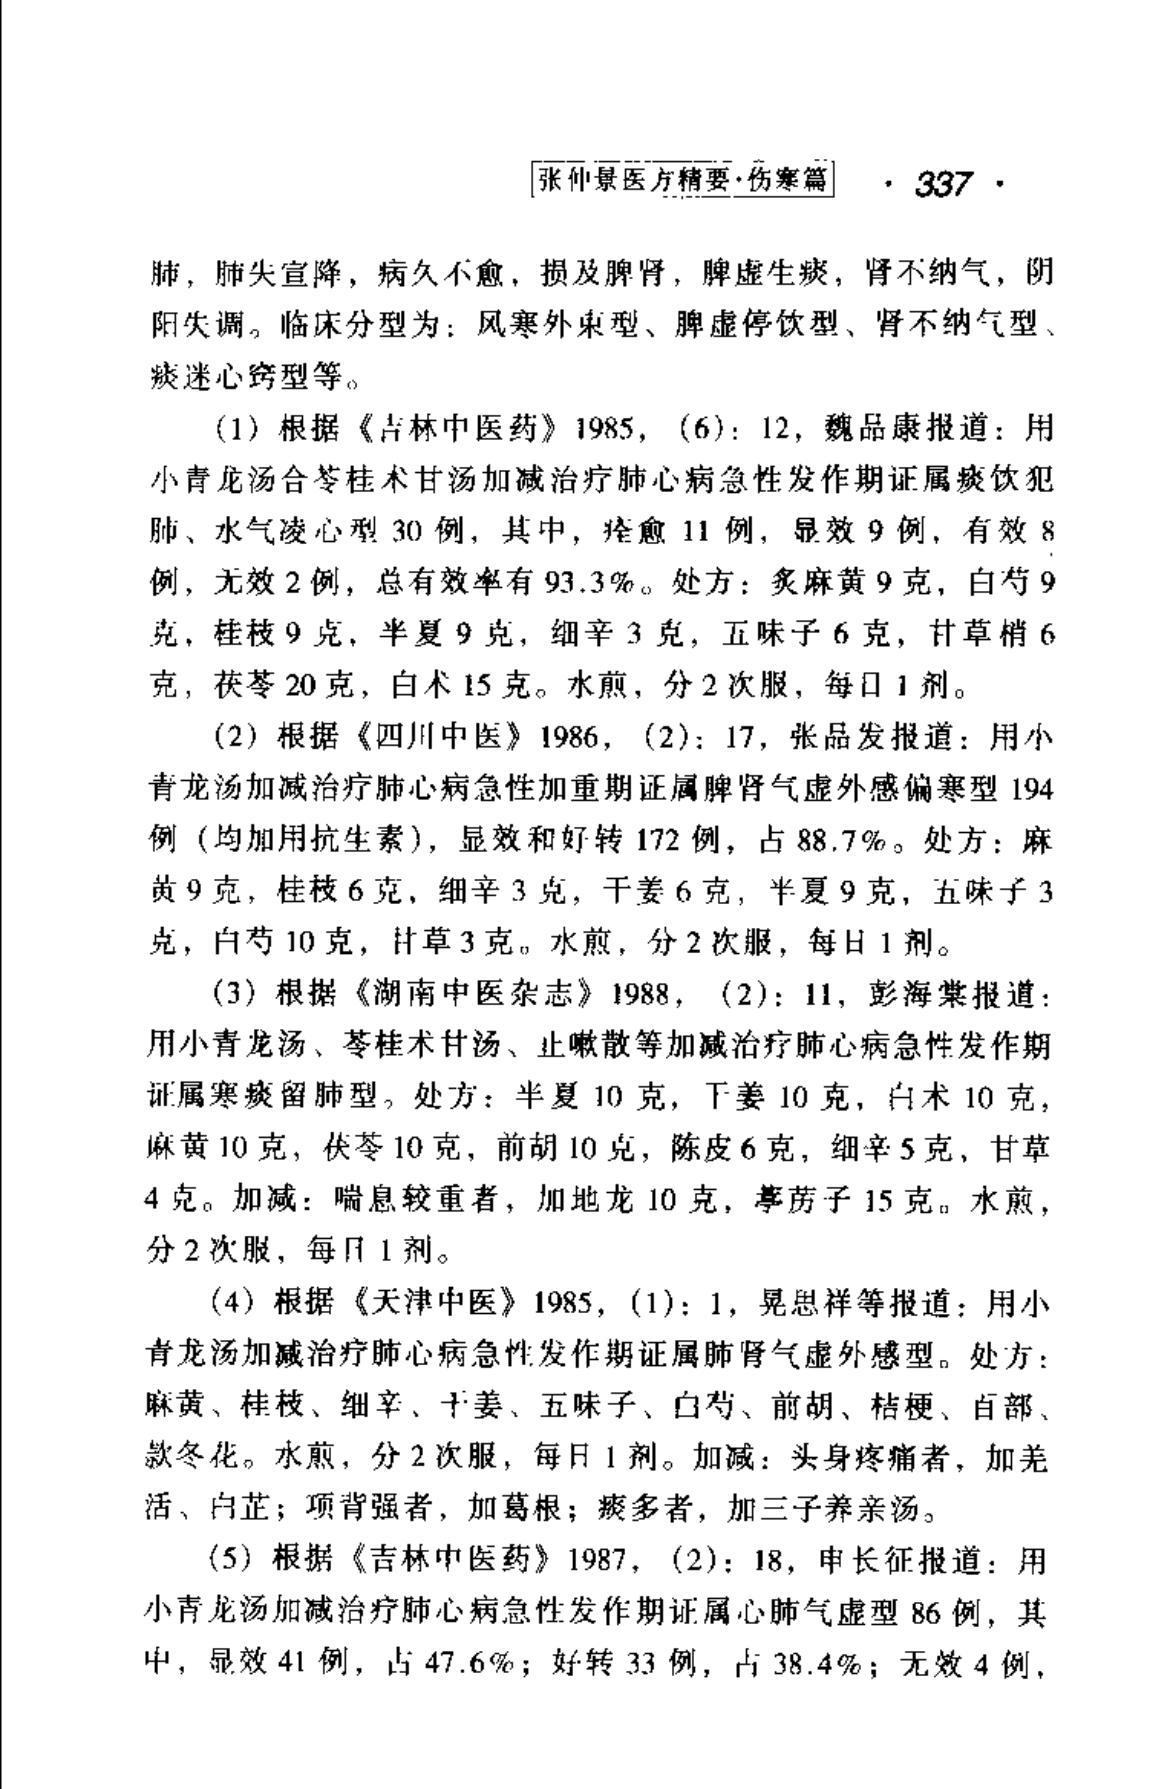 张仲景医方精要·伤寒篇 · 337 ·
肺，肺失宣降，病久不愈，损及脾肾，脾虚生痰，肾不纳气，阴
阳失调。临床分型为：风寒外束型、脾虚停饮型、肾不纳气型、
痰迷心窍型等。
(1) 根据《吉林中医药》1985，(6)：12，魏品康报道：用
小青龙汤合苓桂术甘汤加减治疗肺心病急性发作期证属痰饮犯
肺、水气凌心型 30 例，其中，痊愈 11 例，显效 9 例，有效 8
例，无效 2 例，总有效率有 93.3%。处方：炙麻黄 9 克，白芍 9
克，桂枝 9 克，半夏 9 克，细辛 3 克，五味子 6 克，甘草梢 6
克，茯苓 20 克，白术 15 克。水煎，分 2 次服，每日 1 剂。
(2) 根据《四川中医》1986，(2)：17，张品发报道：用小
青龙汤加减治疗肺心病急性加重期证属脾肾气虚外感偏寒型 194
例（均加用抗生素），显效和好转 172 例，占 88.7%。处方：麻
黄 9 克，桂枝 6 克，细辛 3 克，干姜 6 克，半夏 9 克，五味子 3
克，白芍 10 克，甘草 3 克。水煎，分 2 次服，每日 1 剂。
(3) 根据《湖南中医杂志》1988，(2)：11，彭海棠报道：
用小青龙汤、苓桂术甘汤、止嗽散等加减治疗肺心病急性发作期
证属寒痰留肺型。处方：半夏 10 克，干姜 10 克，白术 10 克，
麻黄 10 克，茯苓 10 克，前胡 10 克，陈皮 6 克，细辛 5 克，甘草
4 克。加减：喘息较重者，加地龙 10 克，葶苈子 15 克。水煎，
分 2 次服，每日 1 剂。
(4) 根据《天津中医》1985，(1)：1，晃思祥等报道：用小
青龙汤加减治疗肺心病急性发作期证属肺肾气虚外感型。处方：
麻黄、桂枝、细辛、干姜、五味子、白芍、前胡、桔梗、百部、
款冬花。水煎，分 2 次服，每日 1 剂。加减：头身疼痛者，加羌
活、白芷；项背强者，加葛根；痰多者，加三子养亲汤。
(5) 根据《吉林中医药》1987，(2)：18，申长征报道：用
小青龙汤加减治疗肺心病急性发作期证属心肺气虚型 86 例，其
中，显效 41 例，占 47.6%；好转 33 例，占 38.4%；无效 4 例，